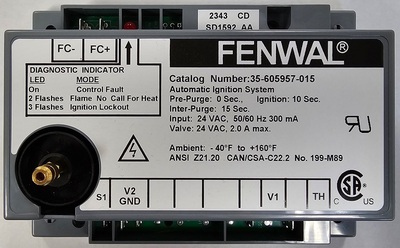 2343 CD
SD1592 AA
FC- FC+
FENWAL®
DIAGNOSTIC INDICATOR
LED MODE
On Control Fault
2 Flashes Flame No Call For Heat
3 Flashes Ignition Lockout
Catalog Number:35-605957-015
Automatic Ignition System
Pre-Purge: 0 Sec., Ignition: 10 Sec.
Inter-Purge: 15 Sec.
Input: 24 VAC, 50/60 Hz 300 mA
Valve: 24 VAC, 2.0 A max.
Ambient: -40°F to +160°F
ANSI Z21.20 CAN/CSA-C22.2 No. 199-M89
S1 V2 GND V1 TH
C US